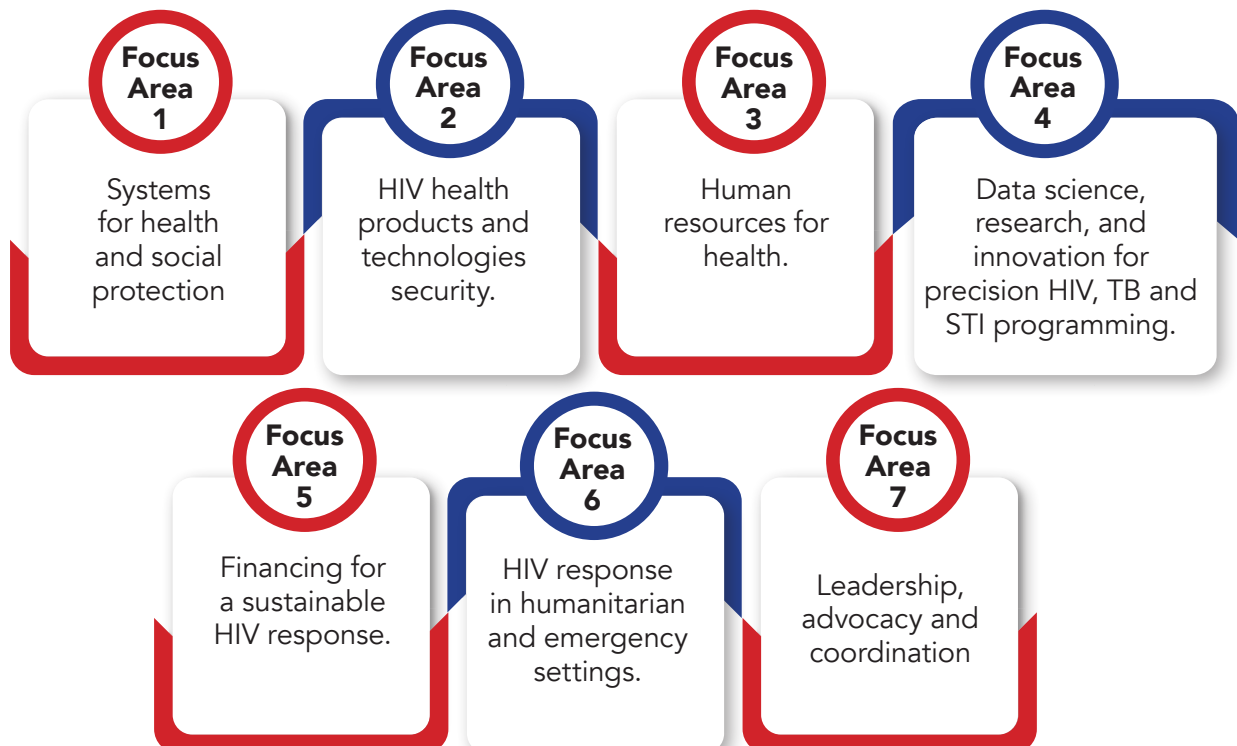 Focus
Area
1
Systems
for health
and social
protection
Focus
Area
2
HIV health
products and
technologies
security.
Focus
Area
3
Human
resources for
health.
Focus
Area
4
Data science,
research, and
innovation for
precision HIV, TB and
STI programming.
Focus
Area
5
Financing for
a sustainable
HIV response.
Focus
Area
6
HIV response
in humanitarian
and emergency
settings.
Focus
Area
7
Leadership,
advocacy and
coordination